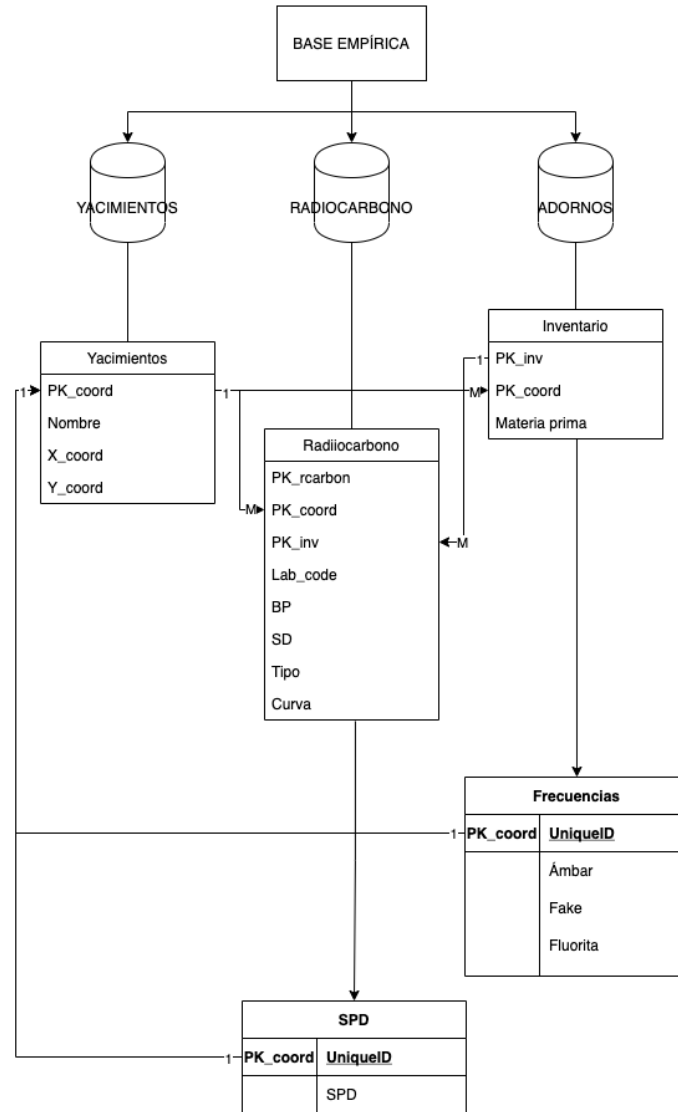 BASE EMPÍRICA
YACIMIENTOS
RADIOCARBONO
ADORNOS
Yacimientos
PK_coord
Nombre
X_coord
Y_coord
1
1
Radiiocarbono
PK_rcarbon
PK_coord
PK_inv
Lab_code
BP
SD
Tipo
Curva
M
M
Inventario
PK_inv
PK_coord
Materia prima
1
M
Frecuencias
1 PK_coord UniqueID
Ámbar
Fake
Fluorita
SPD
1 PK_coord UniqueID
SPD